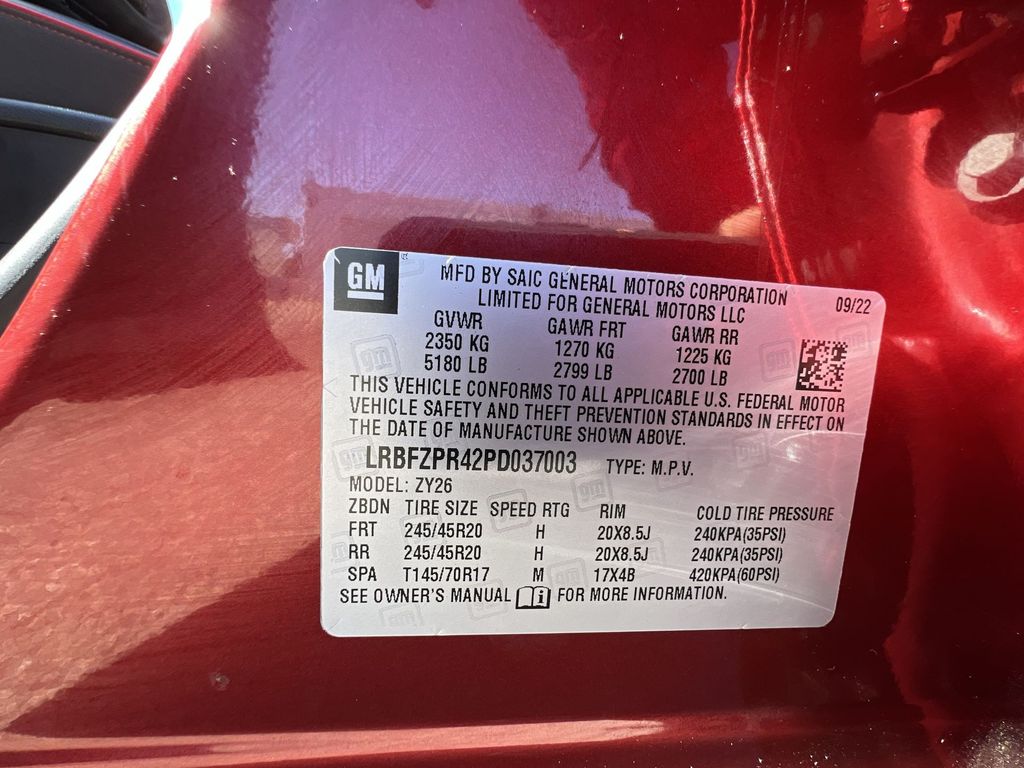 GM
MFD BY SAIC GENERAL MOTORS CORPORATION 09/22
LIMITED FOR GENERAL MOTORS LLC
GVWR GAWR FRT GAWR RR
2350 KG 1270 KG 1225 KG
5180 LB 2799 LB 2700 LB
THIS VEHICLE CONFORMS TO ALL APPLICABLE U.S. FEDERAL MOTOR
VEHICLE SAFETY AND THEFT PREVENTION STANDARDS IN EFFECT ON
THE DATE OF MANUFACTURE SHOWN ABOVE.
LRBFZPR42PD037003 TYPE: M.P.V.
MODEL: ZY26
ZBDN TIRE SIZE SPEED RTG RIM COLD TIRE PRESSURE
FRT 245/45R20 H 20X8.5J 240KPA(35PSI)
RR 245/45R20 H 20X8.5J 240KPA(35PSI)
SPA T145/70R17 M 17X4B 420KPA(60PSI)
SEE OWNER'S MANUAL i FOR MORE INFORMATION.